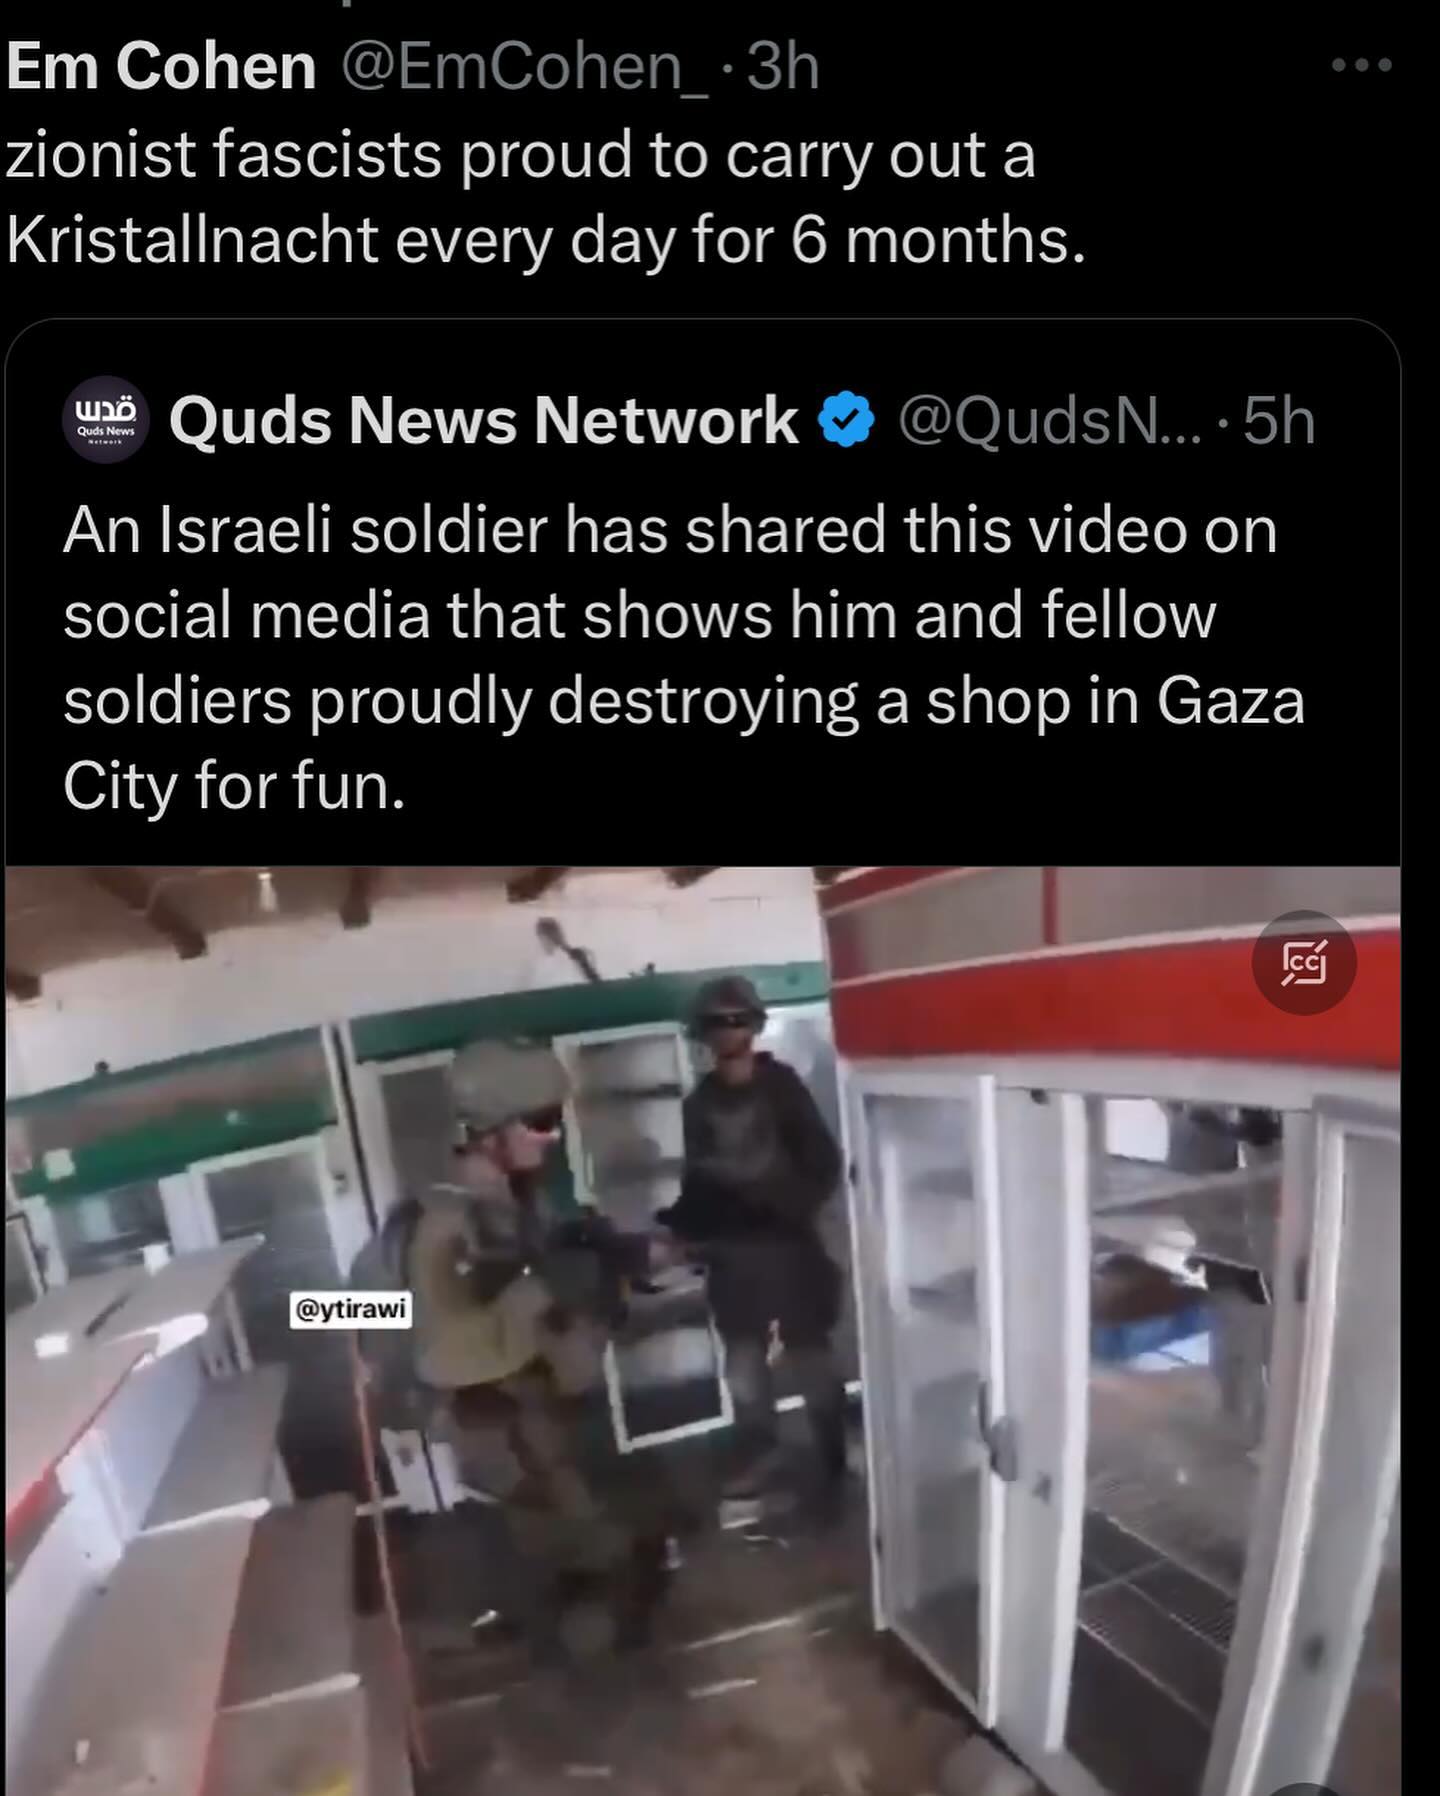 Em Cohen @EmCohen_ · 3h
zionist fascists proud to carry out a
Kristallnacht every day for 6 months.
قدس
Quds News
Network
Quds News Network @QudsN... · 5h
An Israeli soldier has shared this video on
social media that shows him and fellow
soldiers proudly destroying a shop in Gaza
City for fun.
CC
@ytirawi